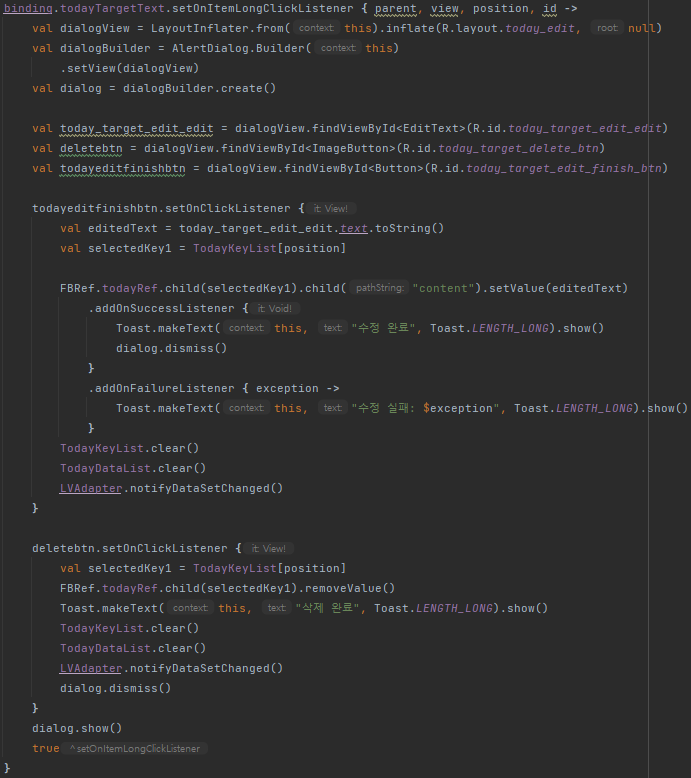 binding.todayTargetText.setOnItemLongClickListener { parent, view, position, id ->
    val dialogView = LayoutInflater.from( context: this).inflate(R.layout.today_edit, root: null)
    val dialogBuilder = AlertDialog.Builder( context: this)
        .setView(dialogView)
    val dialog = dialogBuilder.create()

    val today_target_edit_edit = dialogView.findViewById<EditText>(R.id.today_target_edit_edit)
    val deletebtn = dialogView.findViewById<ImageButton>(R.id.today_target_delete_btn)
    val todayeditfinishbtn = dialogView.findViewById<Button>(R.id.today_target_edit_finish_btn)

    todayeditfinishbtn.setOnClickListener { it: View!
        val editedText = today_target_edit_edit.text.toString()
        val selectedKey1 = TodayKeyList[position]

        FBRef.todayRef.child(selectedKey1).child( pathString: "content").setValue(editedText)
            .addOnSuccessListener { it: Void!
                Toast.makeText( context: this, text: "수정 완료", Toast.LENGTH_LONG).show()
                dialog.dismiss()
            }
            .addOnFailureListener { exception ->
                Toast.makeText( context: this, text: "수정 실패: $exception", Toast.LENGTH_LONG).show()
            }
        TodayKeyList.clear()
        TodayDataList.clear()
        LVAdapter.notifyDataSetChanged()
    }

    deletebtn.setOnClickListener { it: View!
        val selectedKey1 = TodayKeyList[position]
        FBRef.todayRef.child(selectedKey1).removeValue()
        Toast.makeText( context: this, text: "삭제 완료", Toast.LENGTH_LONG).show()
        TodayKeyList.clear()
        TodayDataList.clear()
        LVAdapter.notifyDataSetChanged()
        dialog.dismiss()
    }
    dialog.show()
    true ^setOnItemLongClickListener
}